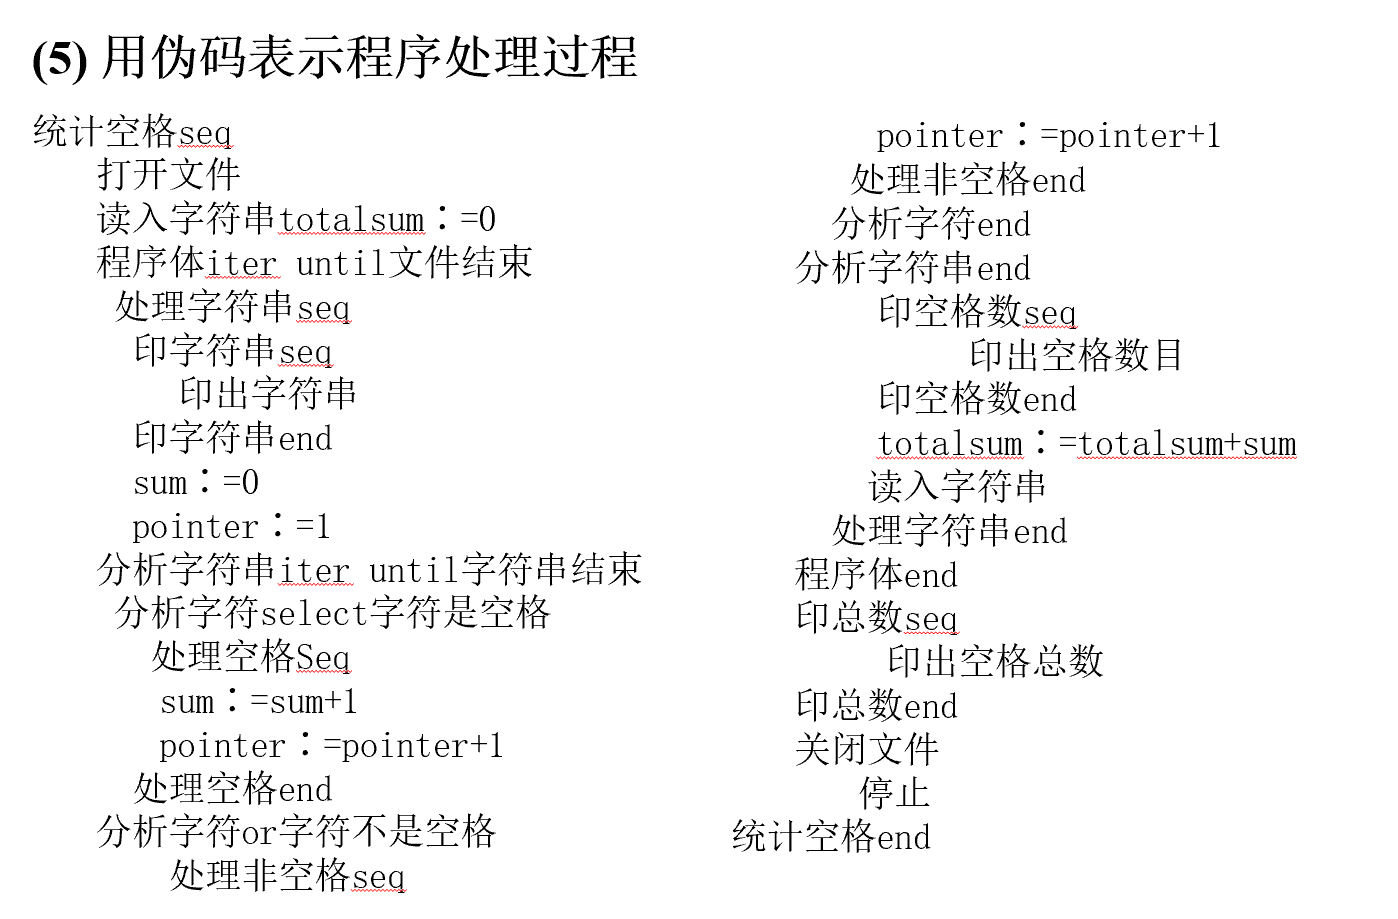 (5) 用伪码表示程序处理过程
统计空格seq
打开文件
读入字符串totalsum：=0
程序体iter until文件结束
处理字符串seq
印字符串seq
印出字符串
印字符串end
sum：=0
pointer：=1
分析字符串iter until字符串结束
分析字符select字符是空格
处理空格Seq
sum：=sum+1
pointer：=pointer+1
处理空格end
分析字符or字符不是空格
处理非空格seq
pointer：=pointer+1
处理非空格end
分析字符end
分析字符串end
印空格数seq
印出空格数目
印空格数end
totalsum：=totalsum+sum
读入字符串
处理字符串end
程序体end
印总数seq
印出空格总数
印总数end
关闭文件
停止
统计空格end